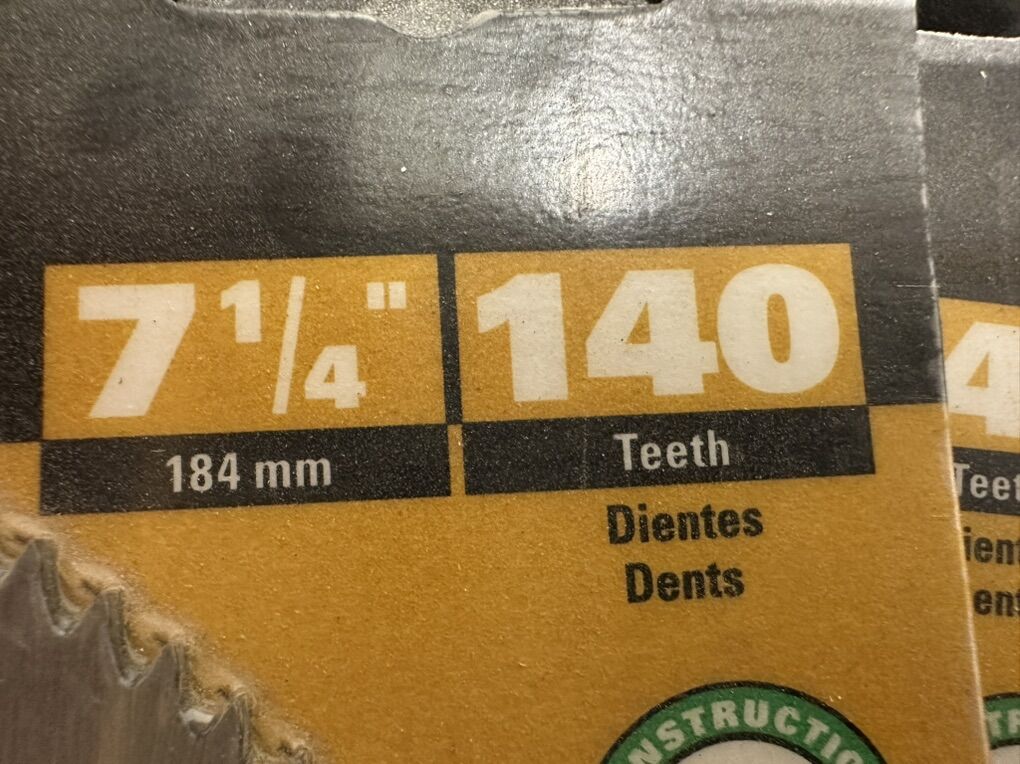 7 1/4" 140
184 mm Teeth
Dientes
Dents